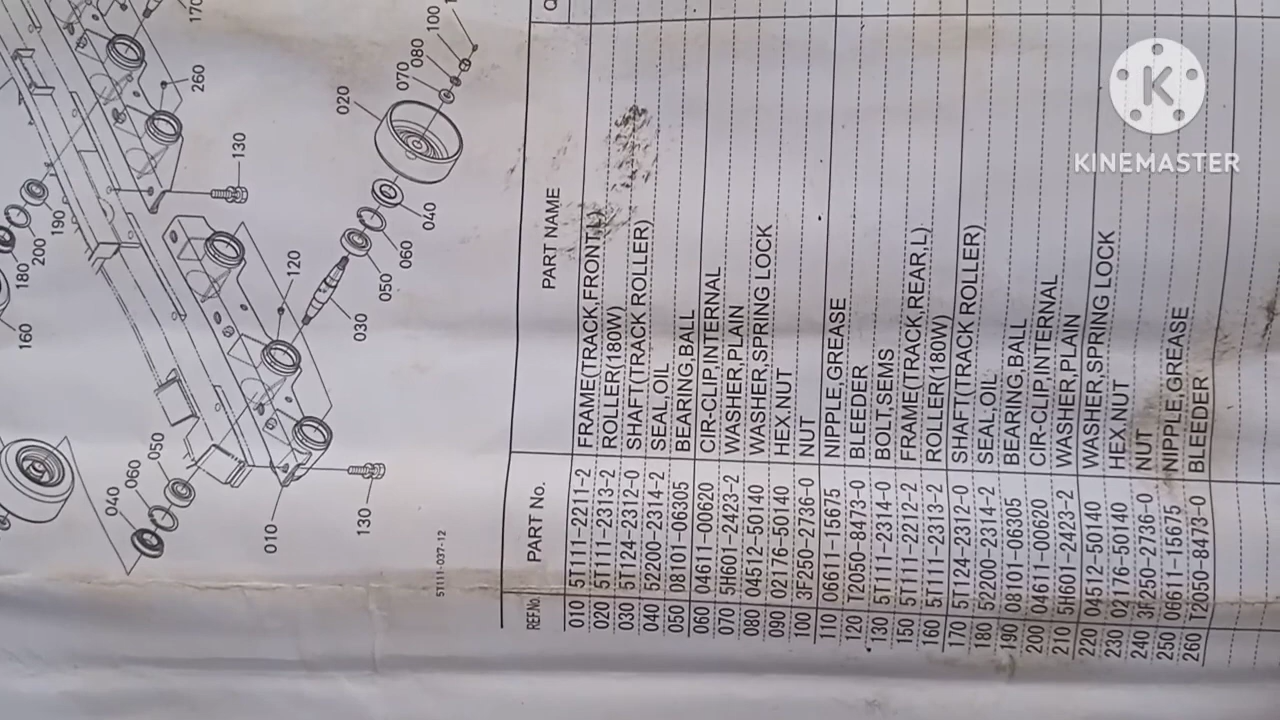 170
260
130
020
070
080
100
190
200
180
160
040
060
050
120
030
050
060
040
010
130
5T111-037-12
REF.No. PART No. PART NAME
010 5T111-2211-2 FRAME(TRACK,FRONT,L)
020 5T111-2313-2 ROLLER(180W)
030 5T124-2312-0 SHAFT(TRACK ROLLER)
040 52200-2314-2 SEAL,OIL
050 08101-06305 BEARING,BALL
060 04611-00620 CIR-CLIP,INTERNAL
070 5H601-2423-2 WASHER,PLAIN
080 04512-50140 WASHER,SPRING LOCK
090 02176-50140 HEX.NUT
100 3F250-2736-0 NUT
110 06611-15675 NIPPLE,GREASE
120 T2050-8473-0 BLEEDER
130 5T111-2314-0 BOLT,SEMS
150 5T111-2212-2 FRAME(TRACK,REAR,L)
160 5T111-2313-2 ROLLER(180W)
170 5T124-2312-0 SHAFT(TRACK ROLLER)
180 52200-2314-2 SEAL,OIL
190 08101-06305 BEARING,BALL
200 04611-00620 CIR-CLIP,INTERNAL
210 5H601-2423-2 WASHER,PLAIN
220 04512-50140 WASHER,SPRING LOCK
230 02176-50140 HEX.NUT
240 3F250-2736-0 NUT
250 06611-15675 NIPPLE,GREASE
260 T2050-8473-0 BLEEDER
K
KINEMASTER